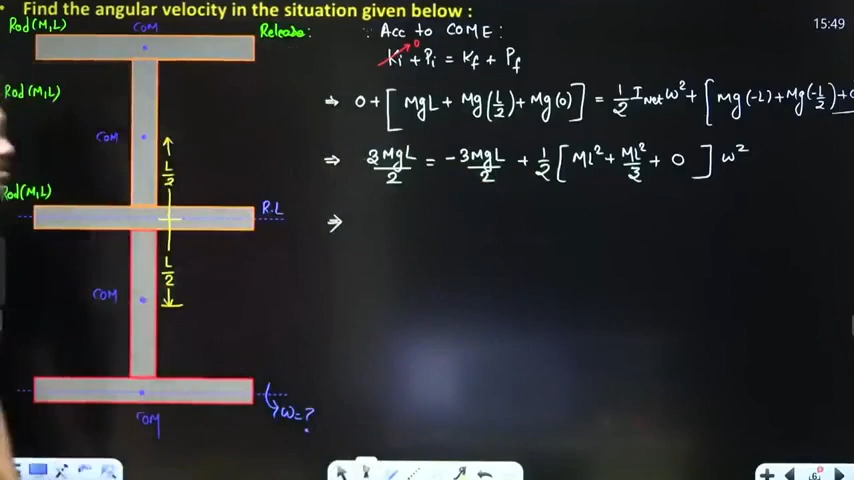 • Find the angular velocity in the situation given below :
15:49
Rod(M,L)
COM
Release:
∵ Acc to COME:
Ki⁰ + Pi = Kf + Pf
Rod(M,L)
⇒ 0 + [MgL + Mg(L/2) + Mg(0)] = 1/2 INet ω² + [Mg(-L) + Mg(-L/2) + 0
COM
L/2
⇒ 3MgL/2 = -3MgL/2 + 1/2 [Ml² + Ml²/3 + 0] ω²
Rod(M,L)
R.L
⇒
L/2
COM
ω=?
COM